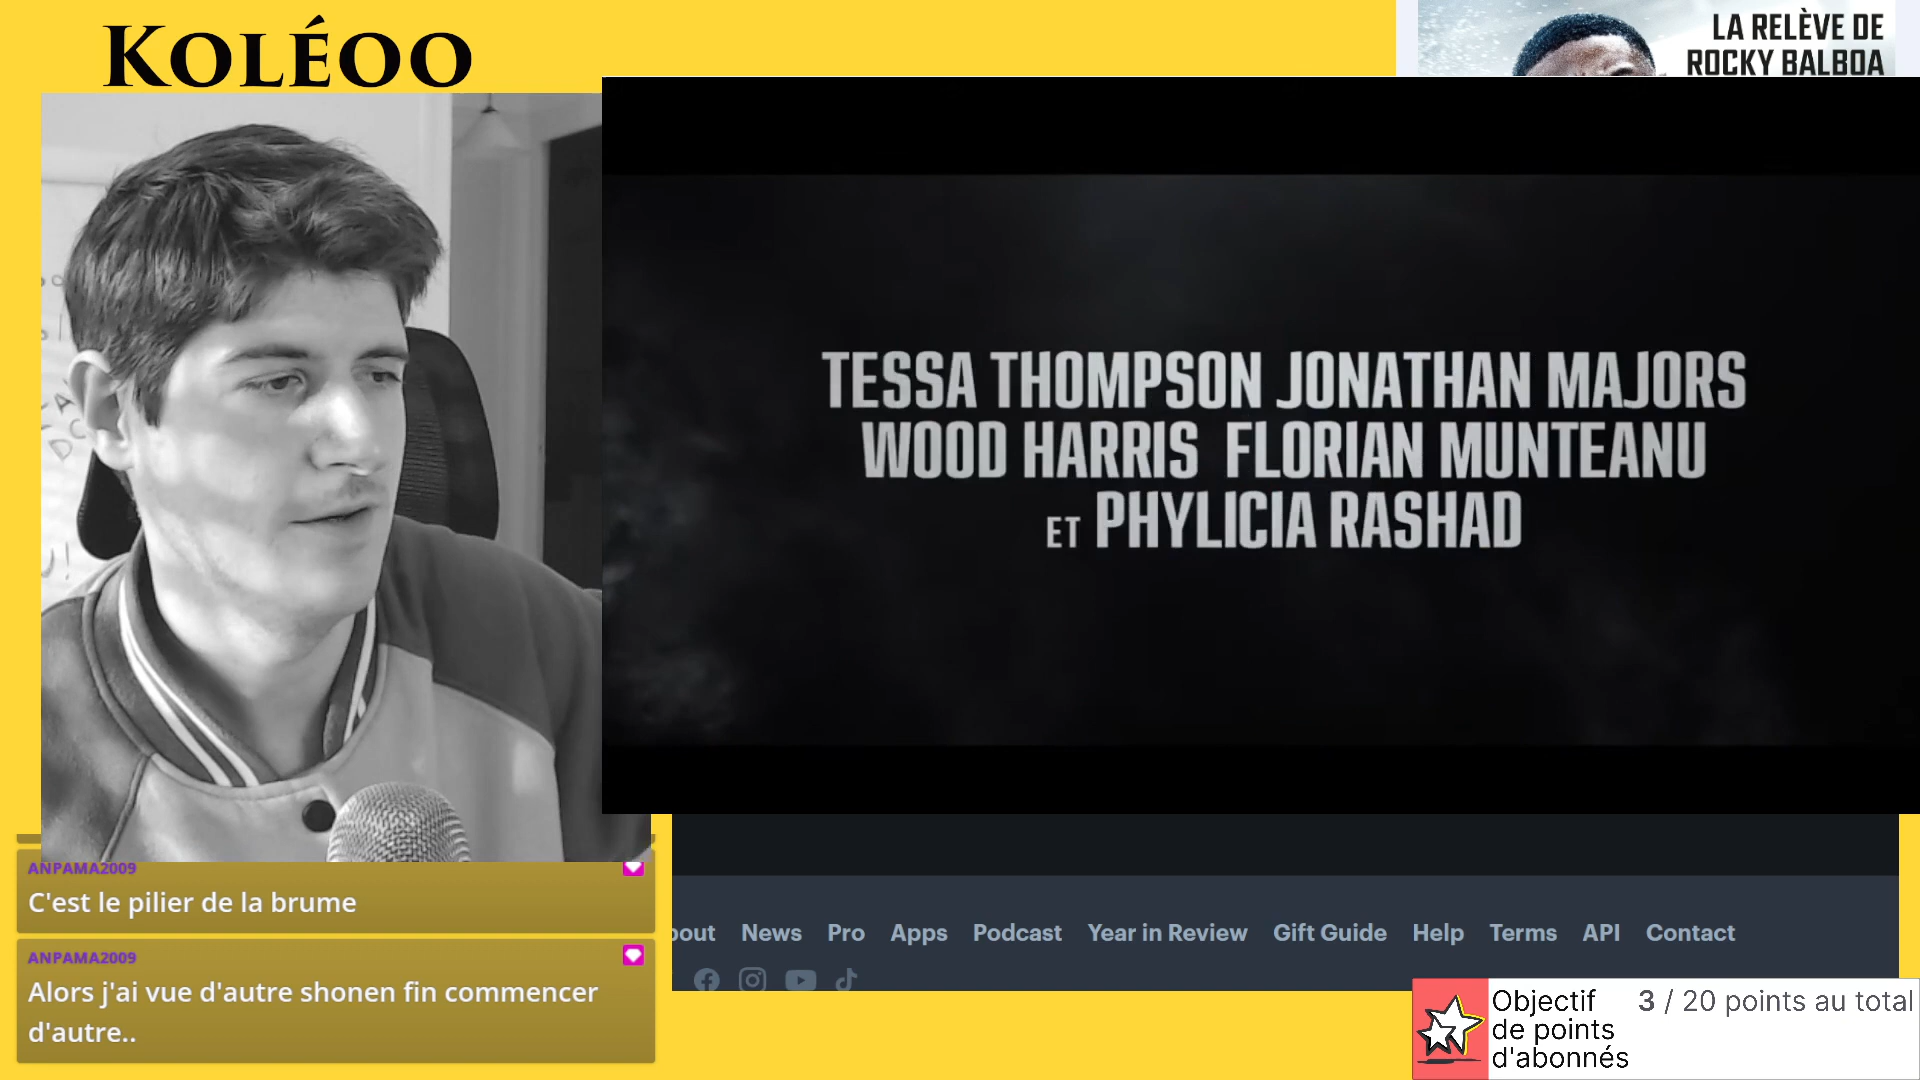 KOLÉOO
LA RELÈVE DE
ROCKY BALBOA
TESSA THOMPSON JONATHAN MAJORS
WOOD HARRIS FLORIAN MUNTEANU
ET PHYLICIA RASHAD
ANPAMA2009
C'est le pilier de la brume
ANPAMA2009
Alors j'ai vue d'autre shonen fin commencer
d'autre..
News Pro Apps Podcast Year in Review Gift Guide Help Terms API Contact
Objectif
de points
d'abonnés
3 / 20 points au total